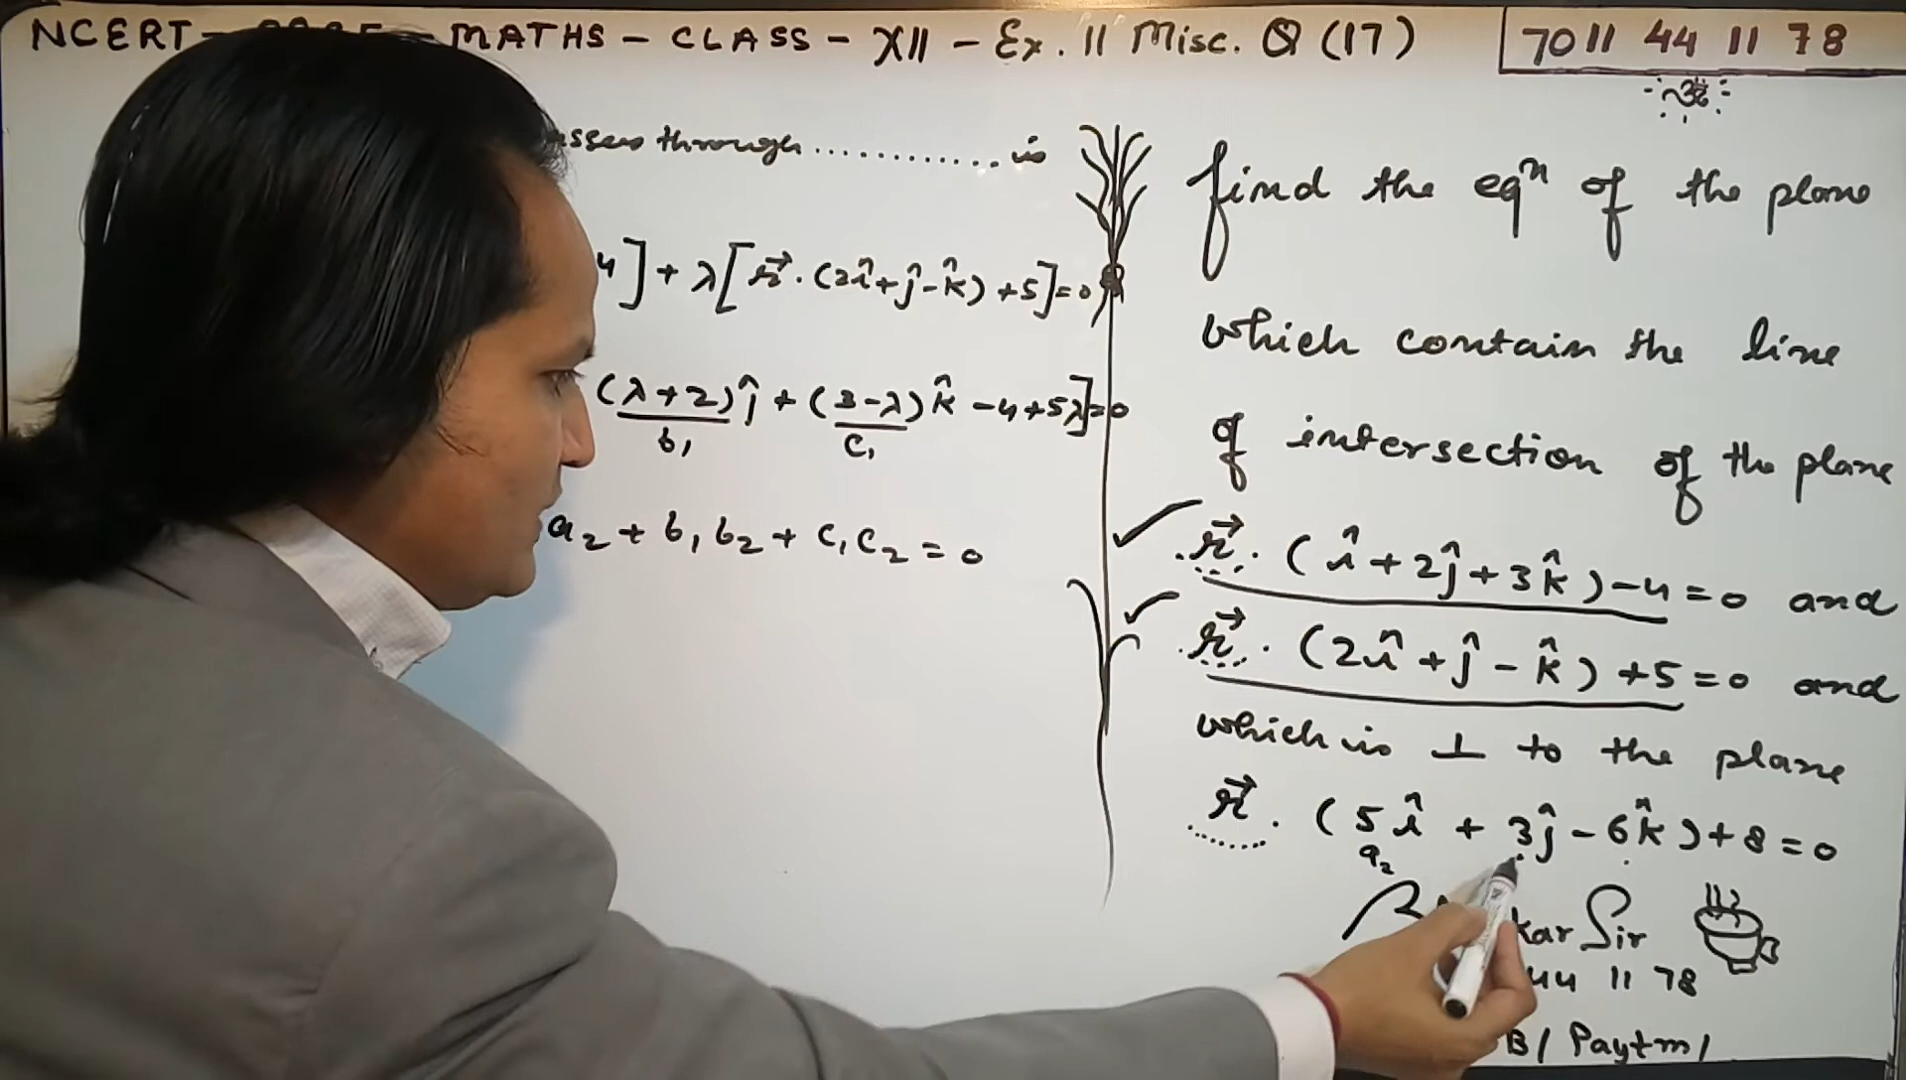 NCERT - MATHS - CLASS - XII - Ex. 11 Misc. Q (17)
7011 44 11 78
ॐ
through ............ is
4] + λ[r⃗.(2î+ĵ-k̂)+5]=0
(λ+2)ĵ + (3-λ)k̂ -4+5λ]=0
b₁ c₁
a₂ + b₁b₂ + c₁c₂ = 0
find the eqⁿ of the plane
which contain the line
of intersection of the plane
r⃗. (î+2ĵ+3k̂)-4=0 and
r⃗. (2î+ĵ-k̂)+5=0 and
which is ⊥ to the plane
r⃗. (5î + 3ĵ - 6k̂)+8=0
a₂
kar Sir
44 11 78
B/ Paytm/